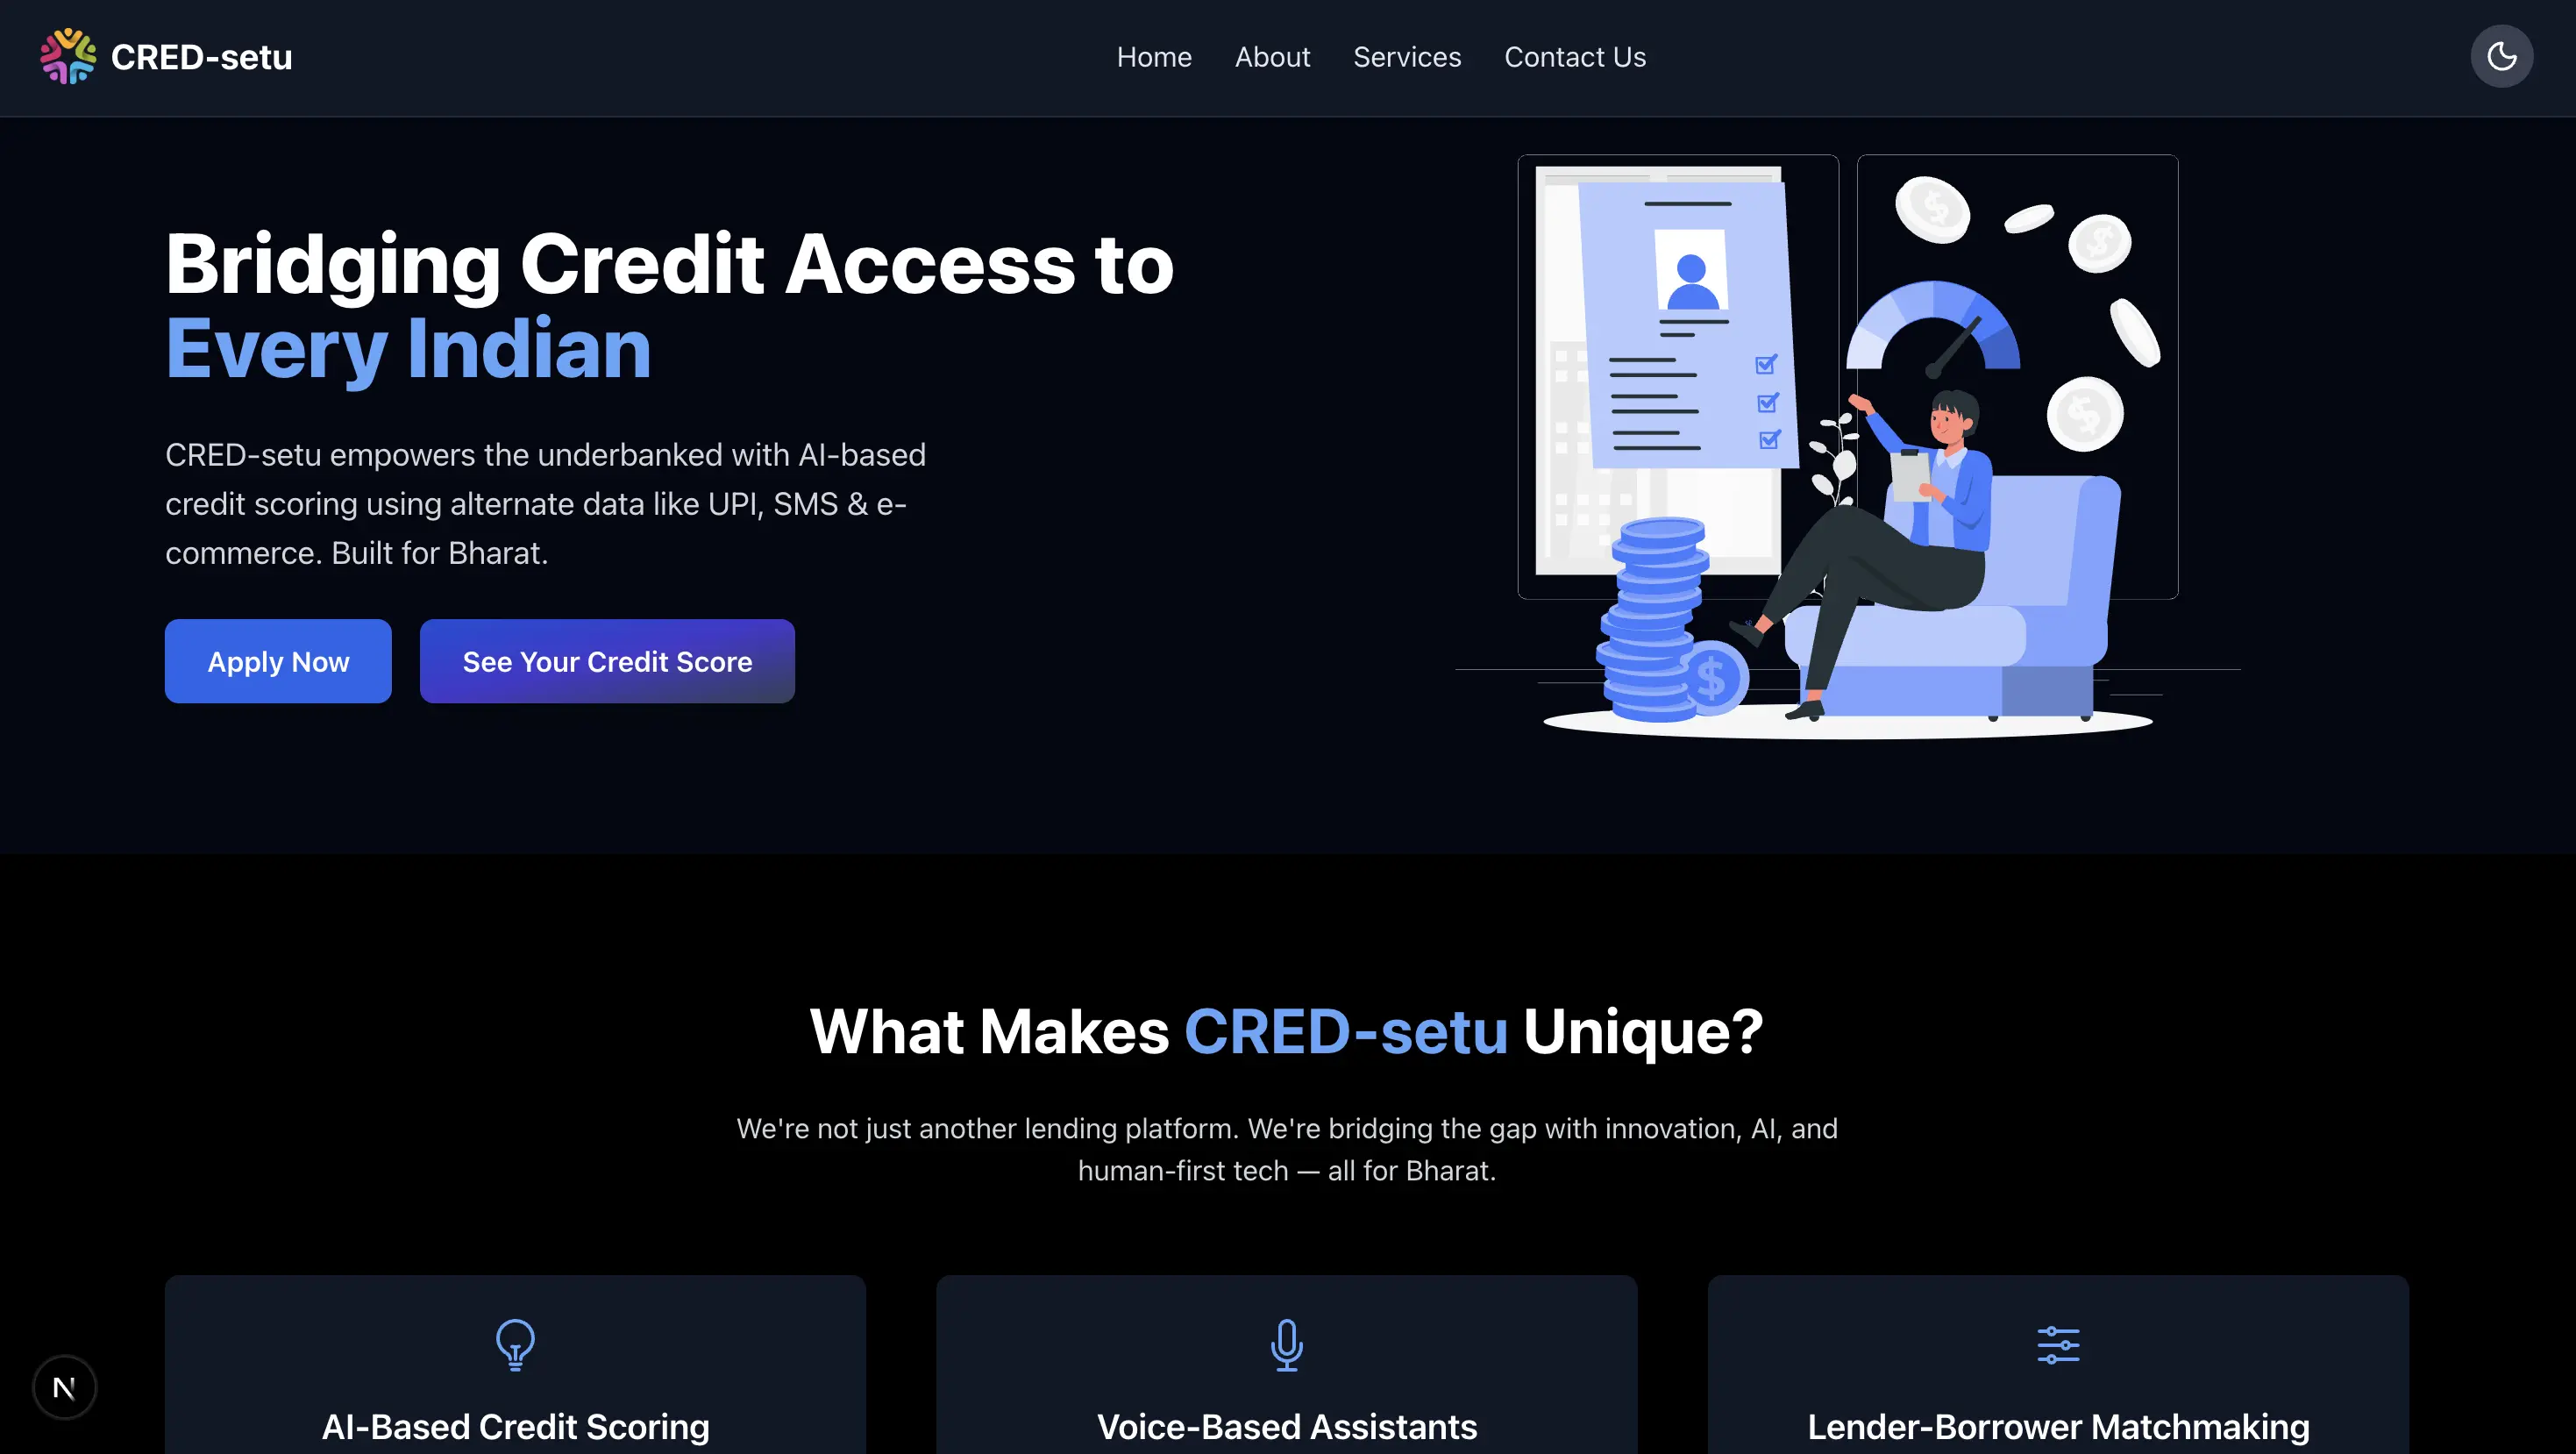 CRED-setu
Home
About
Services
Contact Us
Bridging Credit Access to
Every Indian
CRED-setu empowers the underbanked with AI-based
credit scoring using alternate data like UPI, SMS & e-
commerce. Built for Bharat.
Apply Now
See Your Credit Score
$
$
$
$
What Makes CRED-setu Unique?
We're not just another lending platform. We're bridging the gap with innovation, AI, and
human-first tech — all for Bharat.
AI-Based Credit Scoring
Voice-Based Assistants
Lender-Borrower Matchmaking
N